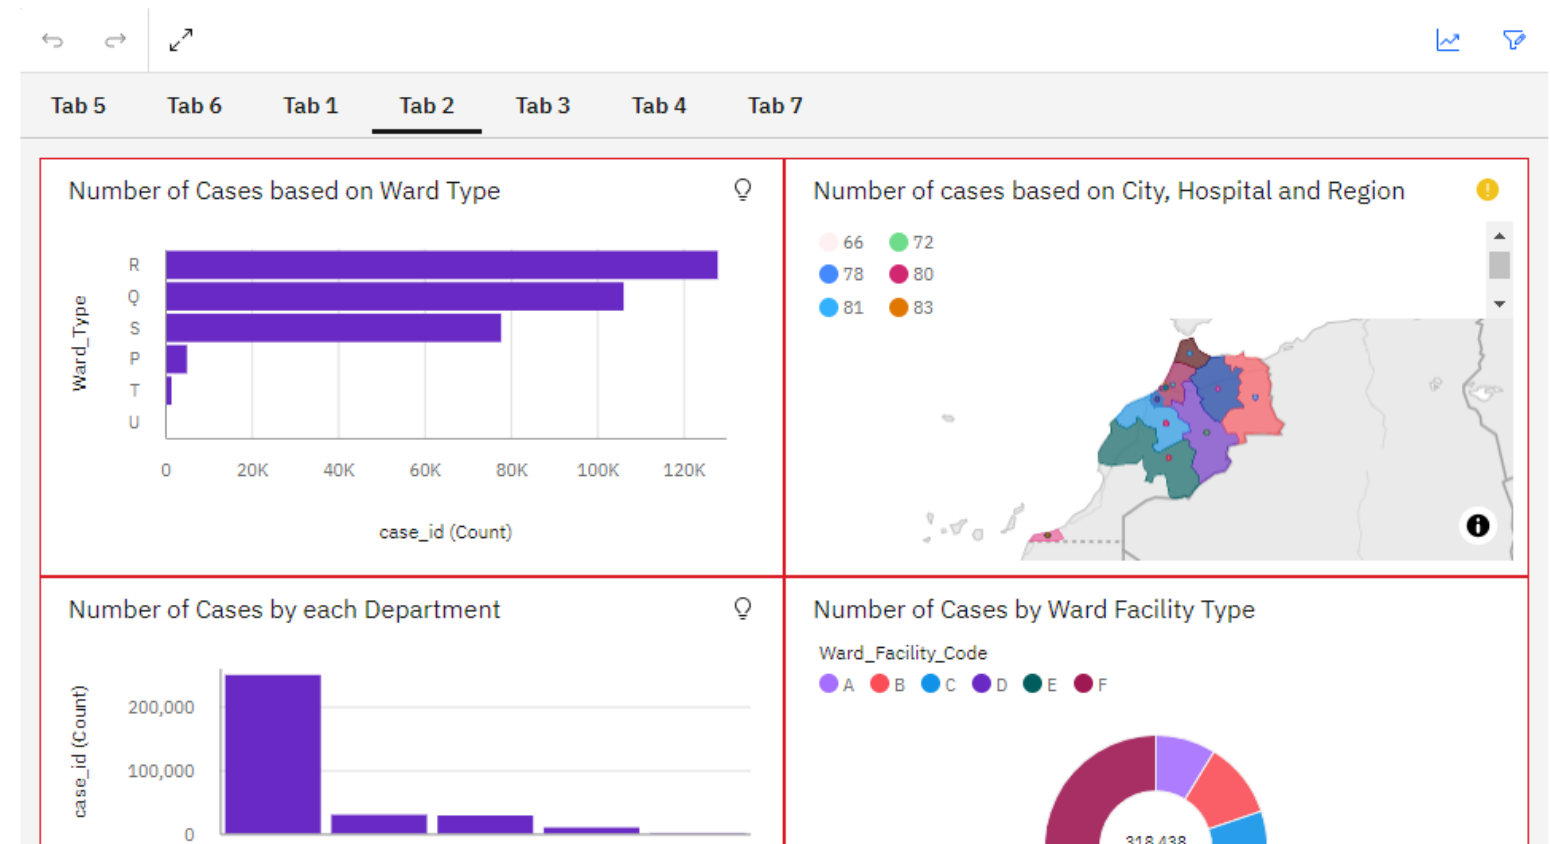 Tab 5 Tab 6 Tab 1 Tab 2 Tab 3 Tab 4 Tab 7
Number of Cases based on Ward Type
Ward_Type
R
Q
S
P
T
U
0 20K 40K 60K 80K 100K 120K
case_id (Count)
Number of cases based on City, Hospital and Region
66 72
78 80
81 83
Number of Cases by each Department
case_id (Count)
200,000
100,000
0
Number of Cases by Ward Facility Type
Ward_Facility_Code
A B C D E F
318,438